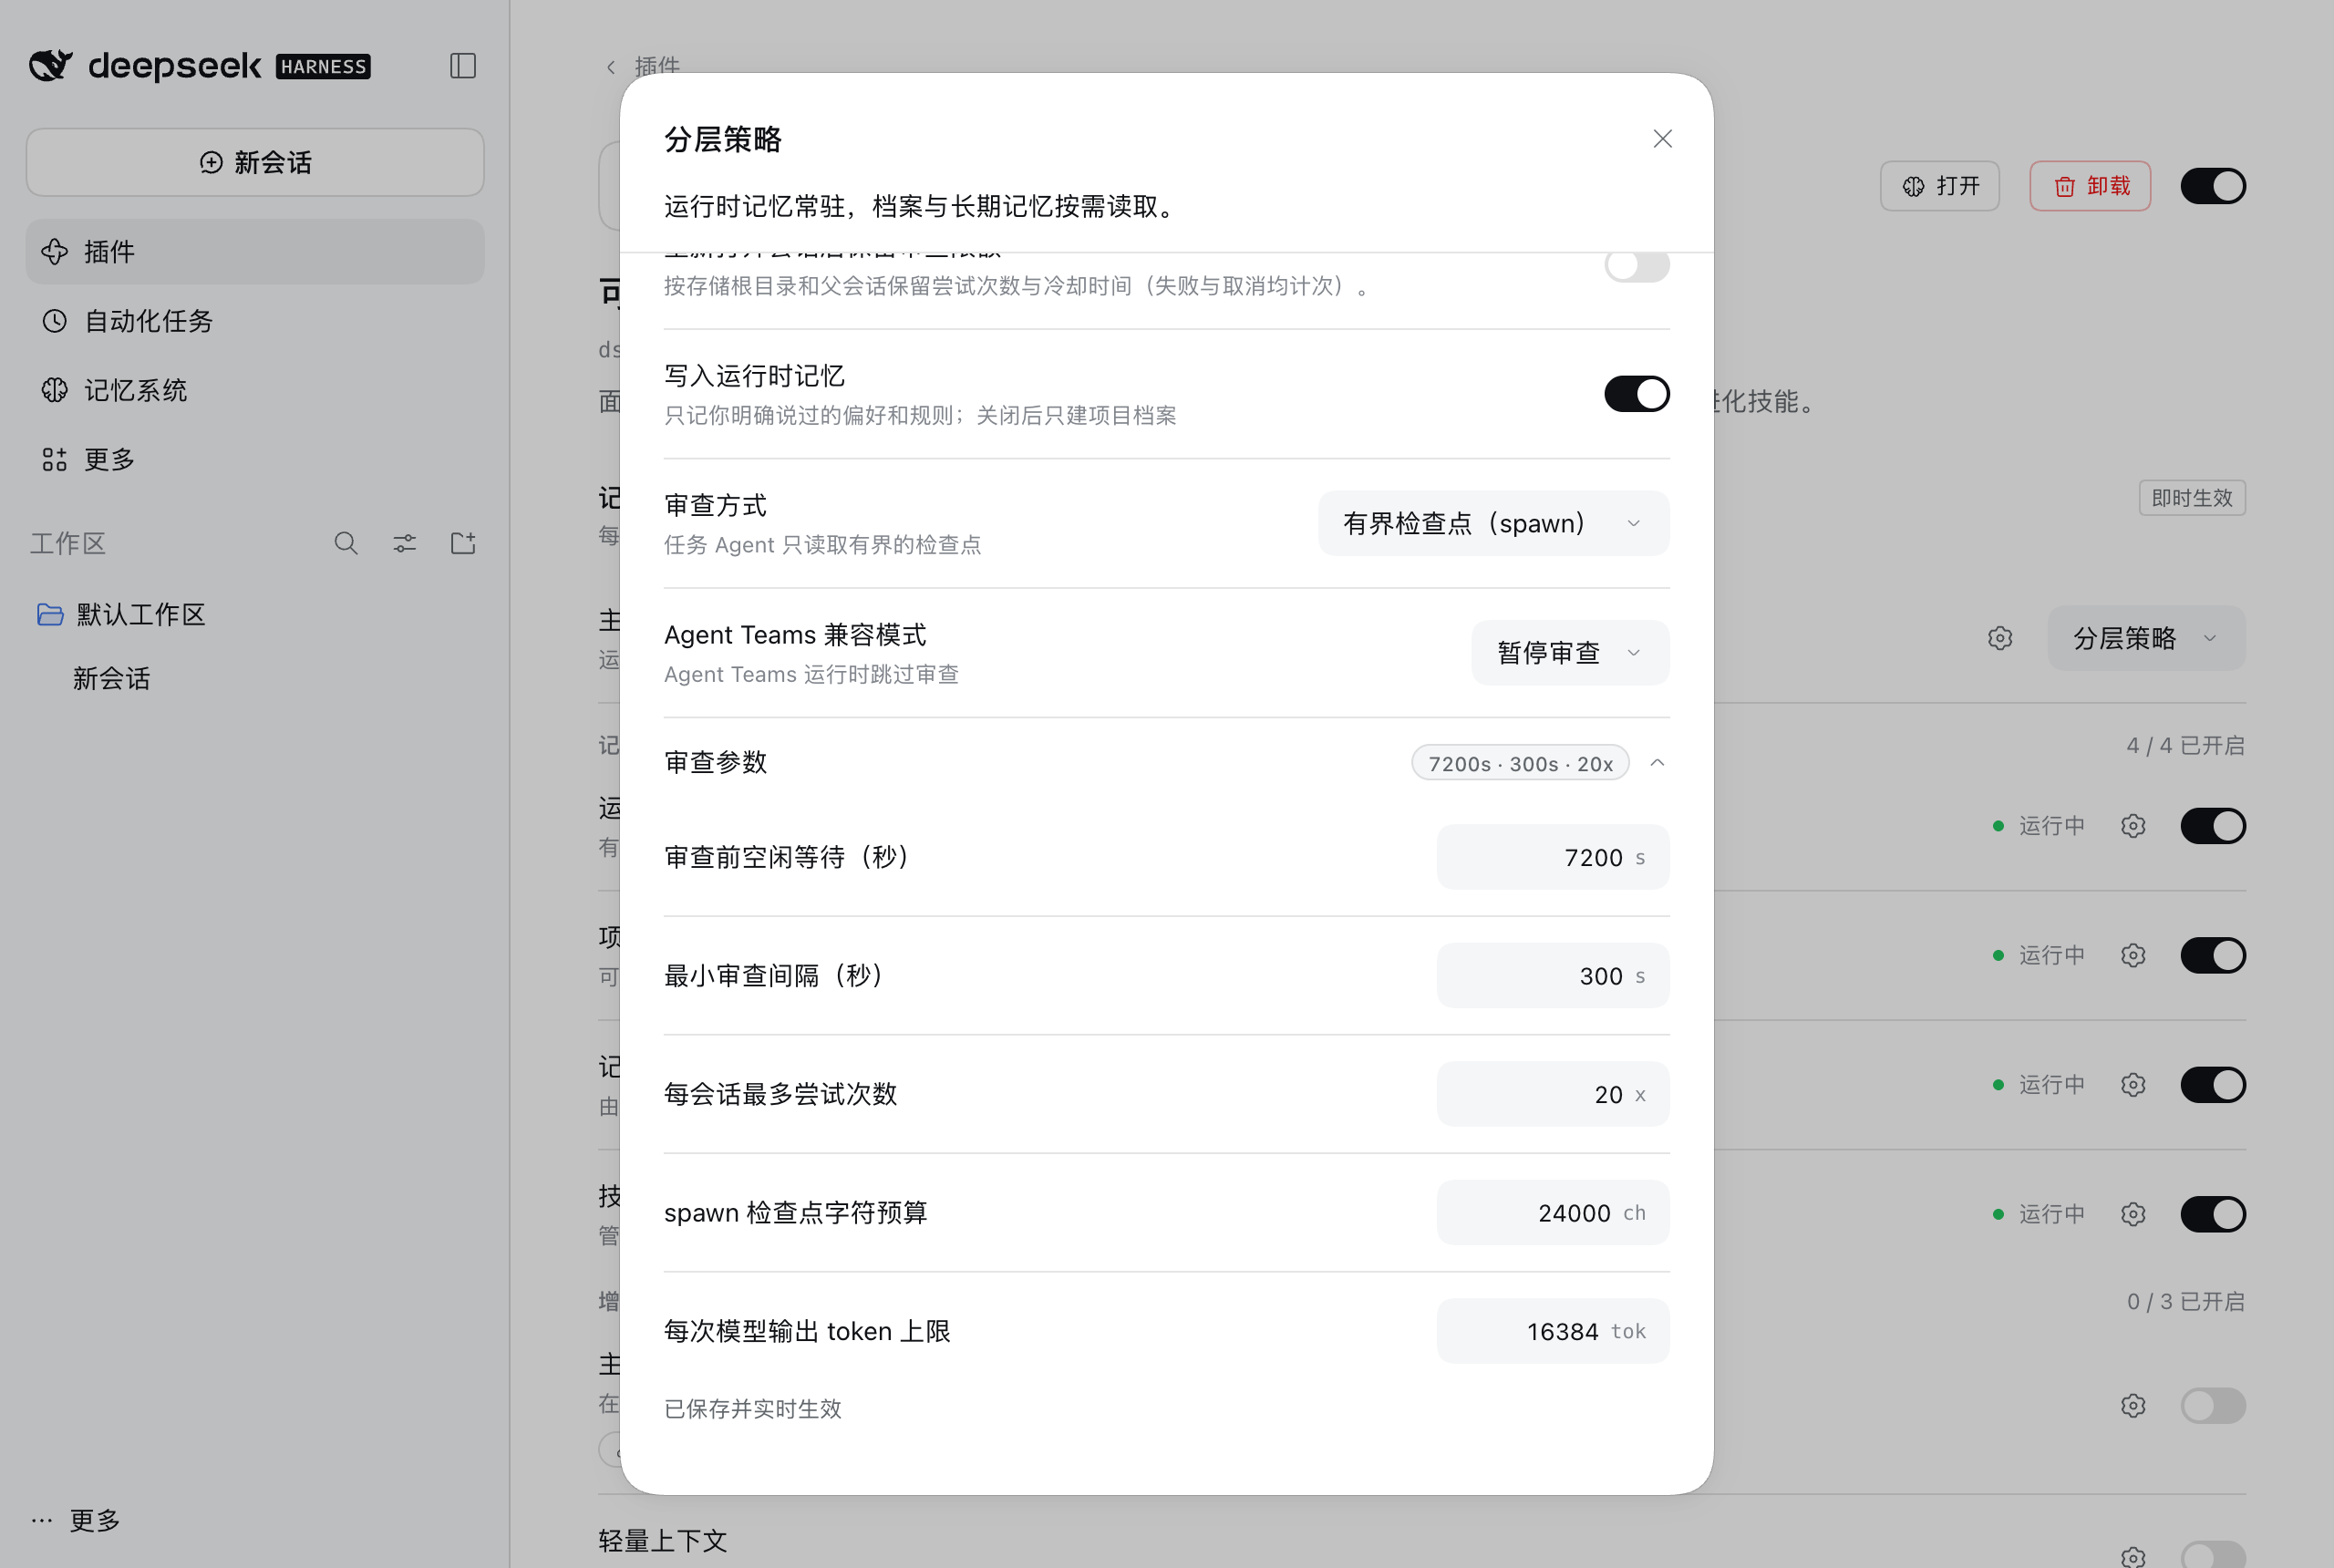 deepseek HARNESS
新会话
插件
自动化任务
记忆系统
更多
工作区
默认工作区
新会话
更多
插件
打开
卸载
分层策略
运行时记忆常驻，档案与长期记忆按需读取。
按存储根目录和父会话保留尝试次数与冷却时间（失败与取消均计次）。
写入运行时记忆
只记你明确说过的偏好和规则；关闭后只建项目档案
审查方式
任务 Agent 只读取有界的检查点
有界检查点（spawn）
Agent Teams 兼容模式
Agent Teams 运行时跳过审查
暂停审查
审查参数
7200s · 300s · 20x
审查前空闲等待（秒）
7200 s
最小审查间隔（秒）
300 s
每会话最多尝试次数
20 x
spawn 检查点字符预算
24000 ch
每次模型输出 token 上限
16384 tok
已保存并实时生效
化技能。
即时生效
分层策略
4 / 4 已开启
运行中
运行中
运行中
运行中
0 / 3 已开启
轻量上下文